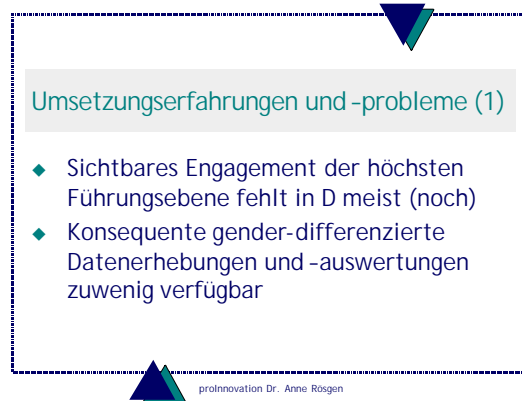 Umsetzungserfahrungen und -probleme (1)
Sichtbares Engagement der höchsten
Führungsebene fehlt in D meist (noch)
Konsequente gender-differenzierte
Datenerhebungen und -auswertungen
zuwenig verfügbar
proInnovation Dr. Anne Rösgen